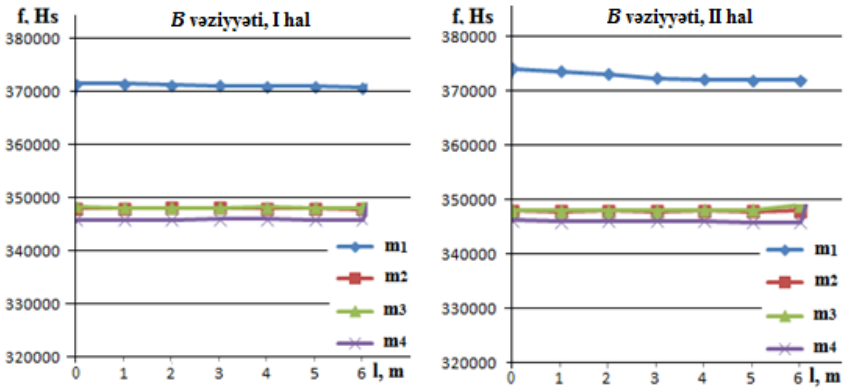 f, Hs
B vəziyyəti, I hal
380000
370000
360000
350000
340000
330000
320000
0 1 2 3 4 5 6 l, m
m1
m2
m3
m4
f, Hs
B vəziyyəti, II hal
380000
370000
360000
350000
340000
330000
320000
0 1 2 3 4 5 6 l, m
m1
m2
m3
m4